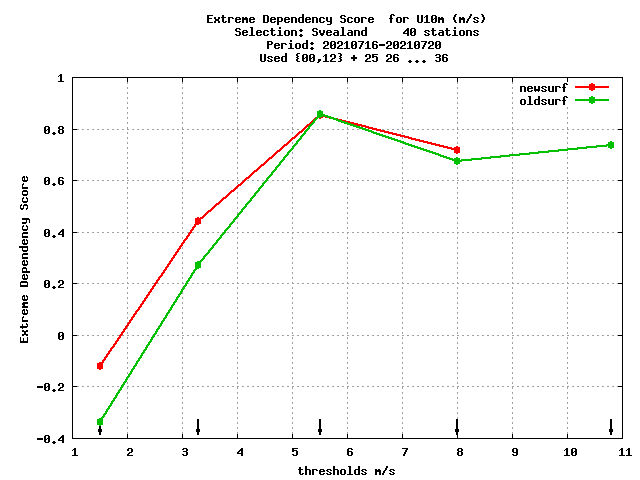 Extreme Dependency Score  for U10m (m/s)
Selection: Svealand     40 stations
Period: 20210716-20210720
Used {00,12} + 25 26 ... 36
newsurf
oldsurf
1
0.8
0.6
0.4
0.2
0
-0.2
-0.4
Extreme Dependency Score
1 2 3 4 5 6 7 8 9 10 11
thresholds m/s